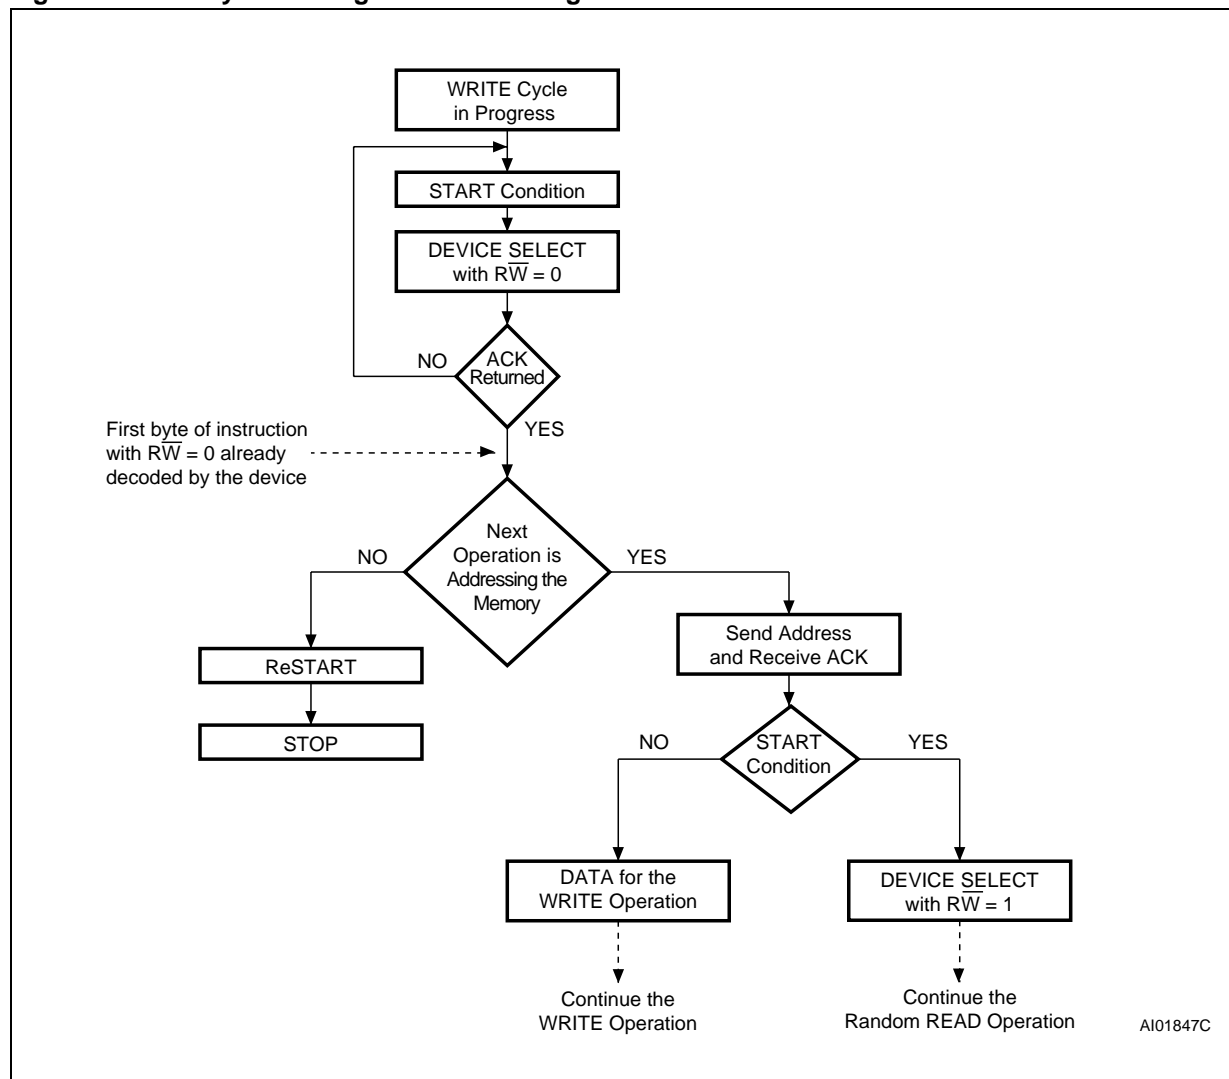 WRITE Cycle
in Progress
START Condition
DEVICE SELECT
with RW̅ = 0
NO
ACK
Returned
YES
First byte of instruction
with RW̅ = 0 already
decoded by the device
Next
Operation is
Addressing the
Memory
NO
YES
Send Address
and Receive ACK
ReSTART
STOP
NO
START
Condition
YES
DATA for the
WRITE Operation
DEVICE SELECT
with RW̅ = 1
Continue the
WRITE Operation
Continue the
Random READ Operation
AI01847C